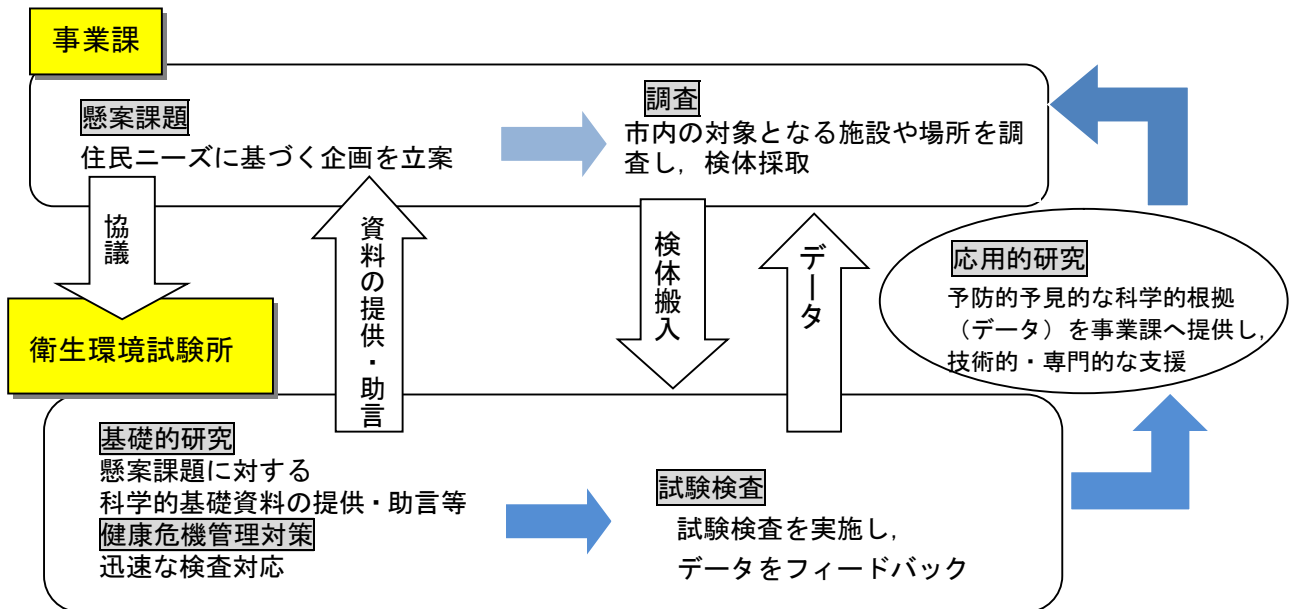 事業課
懸案課題
住民ニーズに基づく企画を立案
調査
市内の対象となる施設や場所を調
査し，検体採取
協議
資料の提供・助言
検体搬入
データ
応用的研究
予防的予見的な科学的根拠
（データ）を事業課へ提供し，
技術的・専門的な支援
衛生環境試験所
基礎的研究
懸案課題に対する
科学的基礎資料の提供・助言等
健康危機管理対策
迅速な検査対応
試験検査
試験検査を実施し，
データをフィードバック